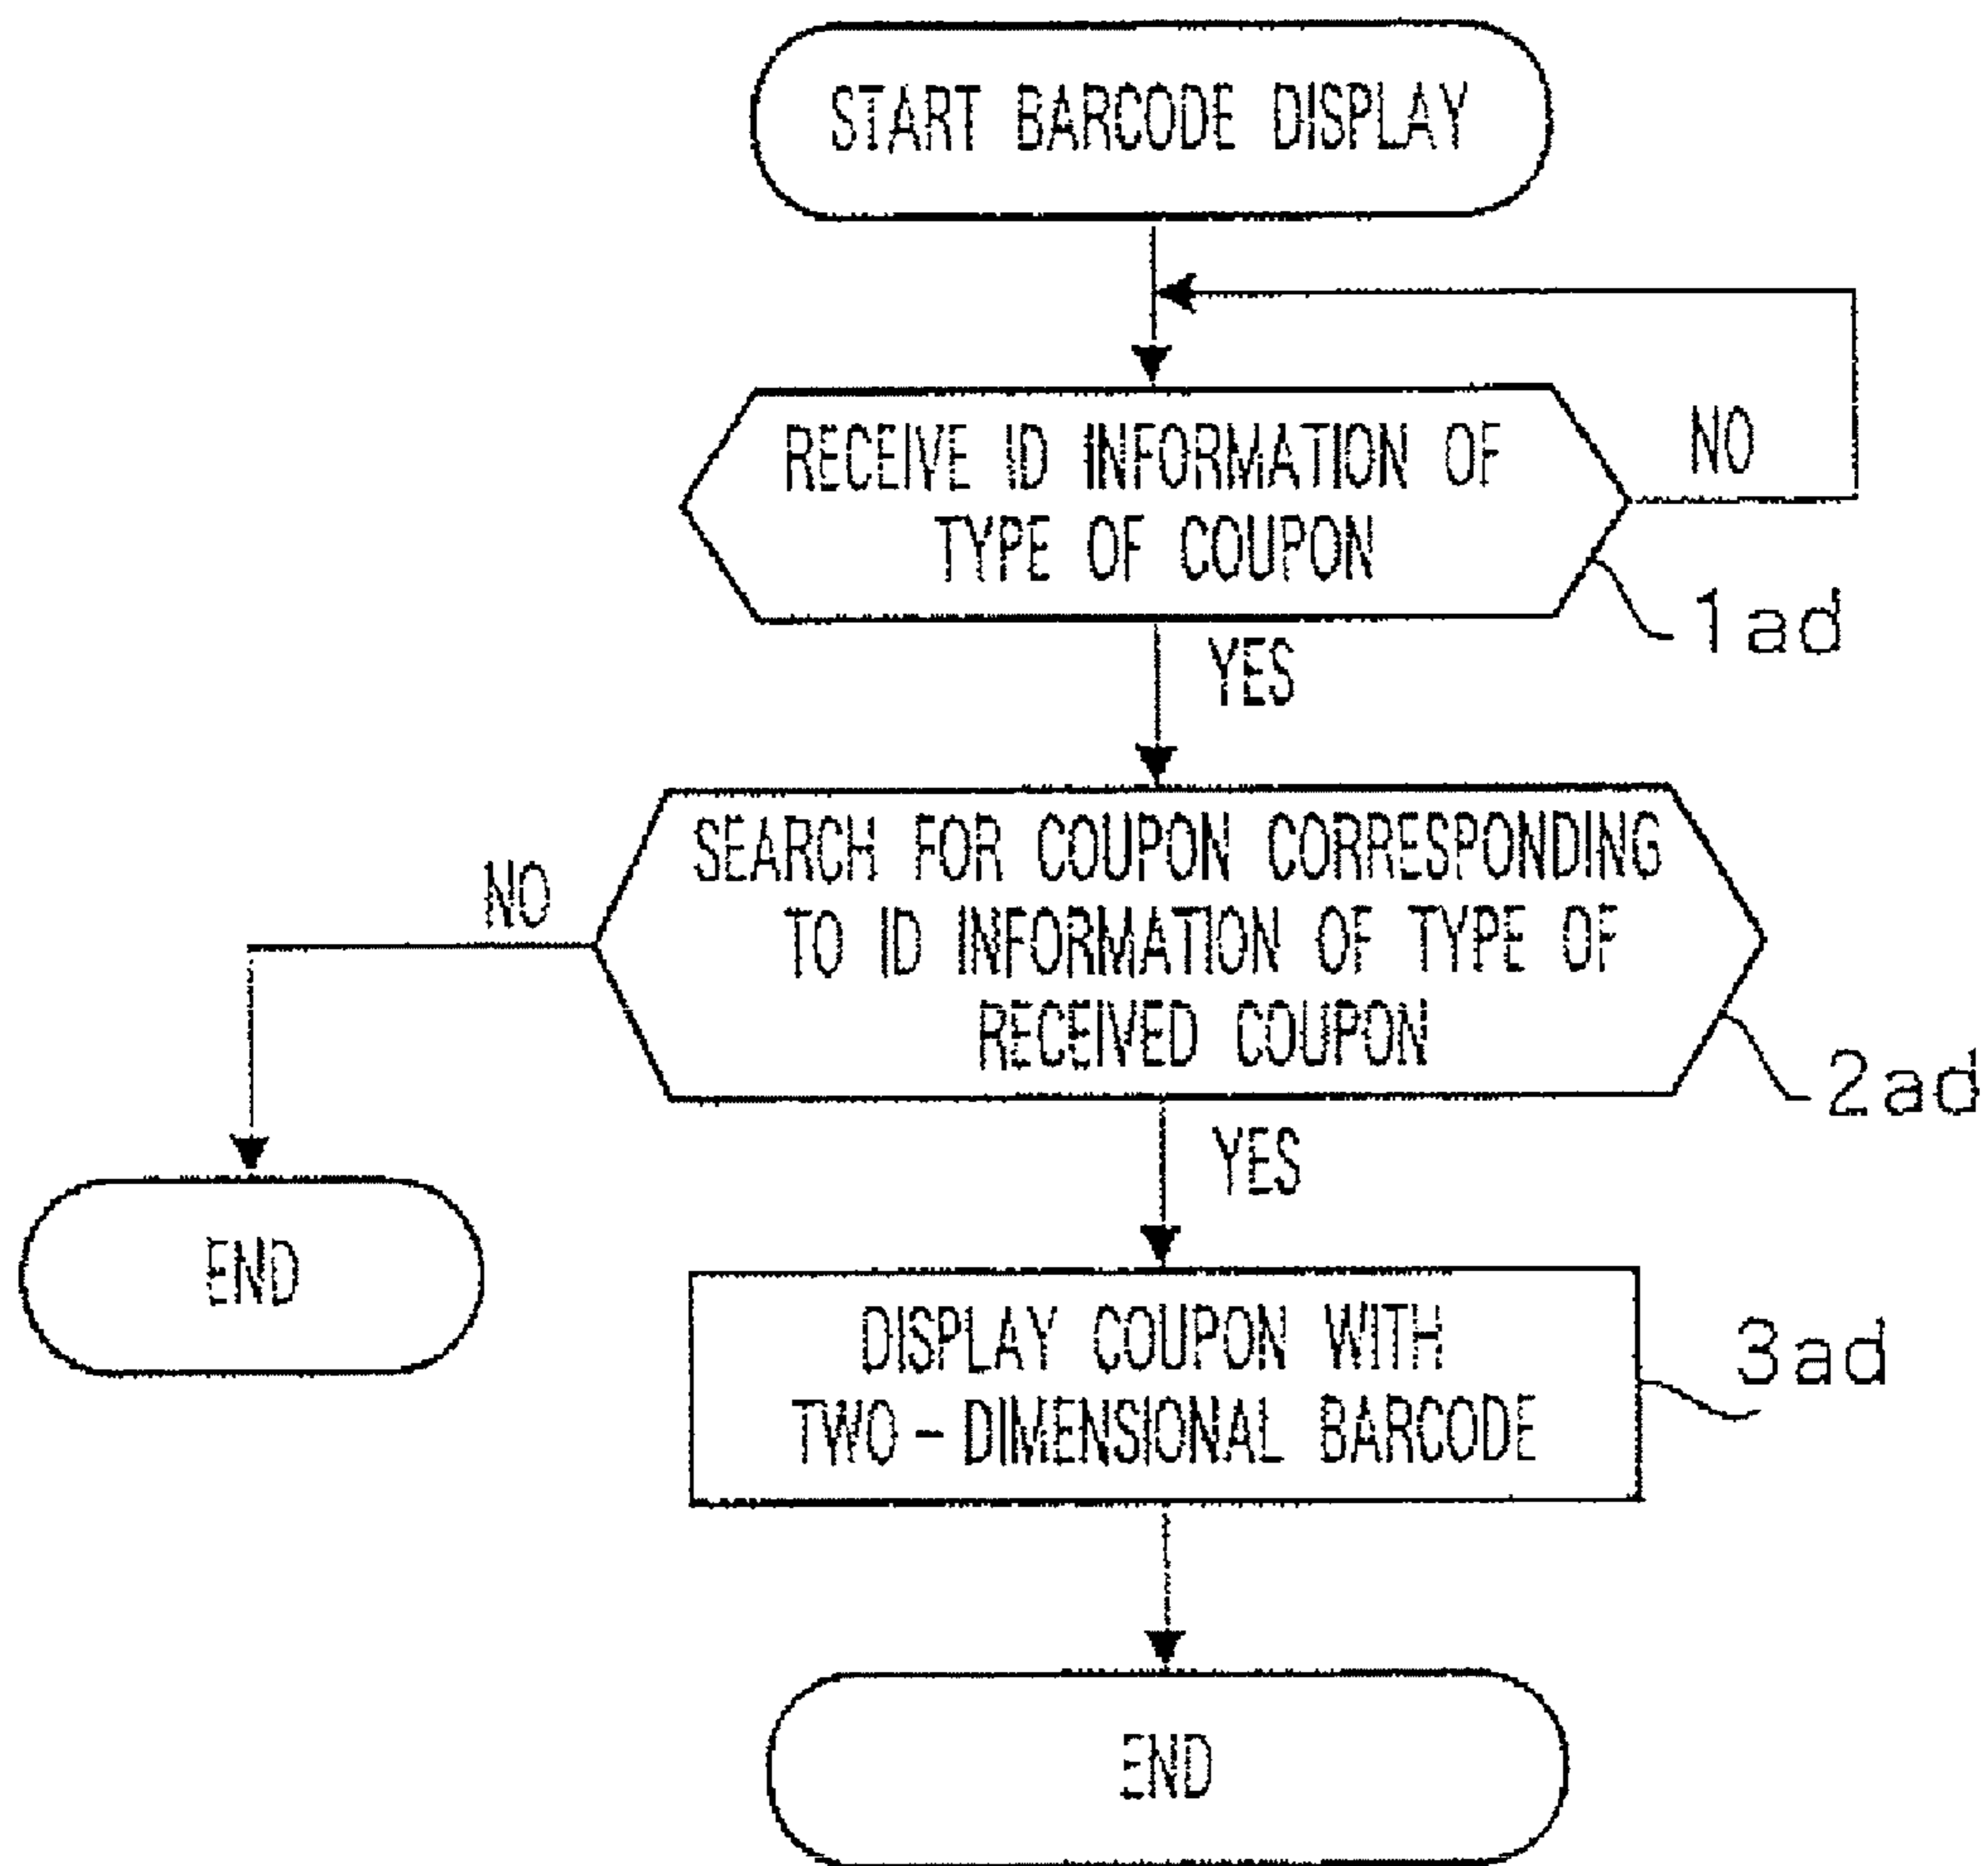 START BARCODE DISPLAY
RECEIVE ID INFORMATION OF
TYPE OF COUPON
NO
1ad
YES
SEARCH FOR COUPON CORRESPONDING
TO ID INFORMATION OF TYPE OF
RECEIVED COUPON
NO
2ad
YES
END
DISPLAY COUPON WITH
TWO-DIMENSIONAL BARCODE
3ad
END